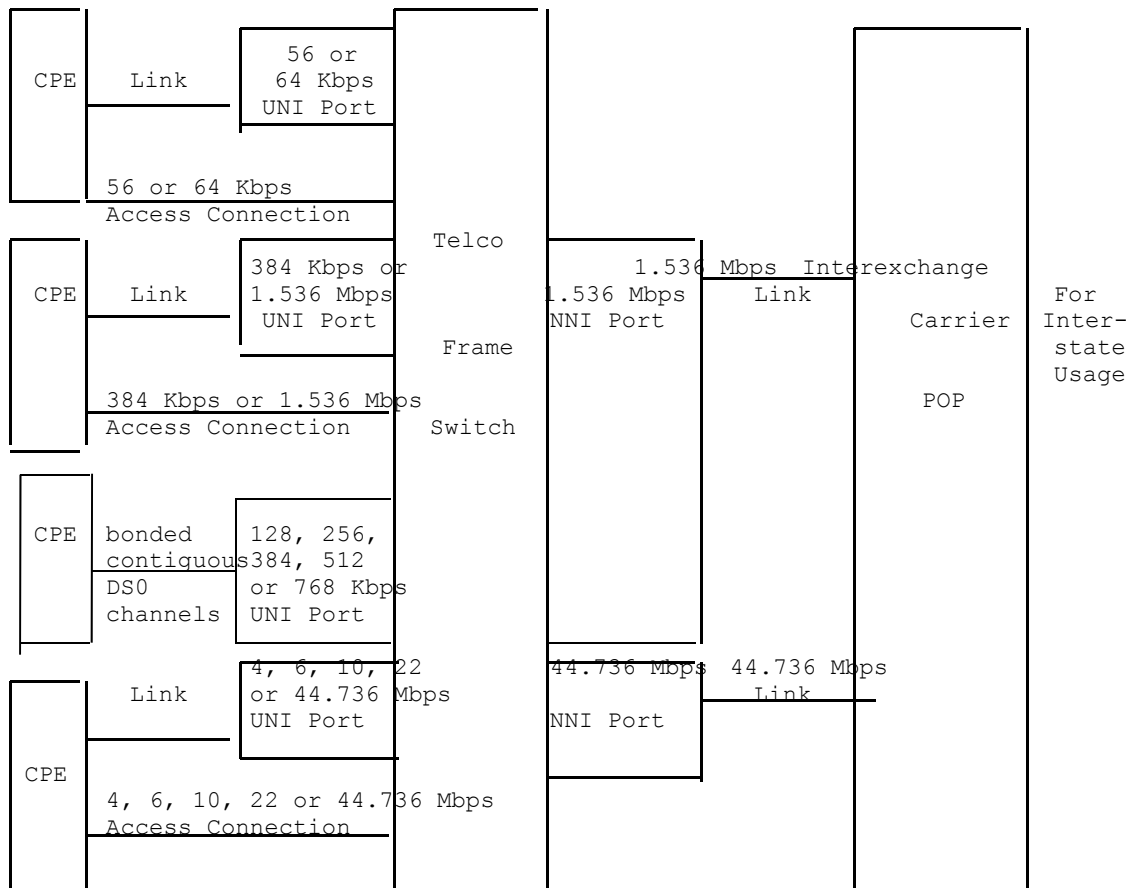 56 or
CPE Link 64 Kbps
UNI Port
56 or 64 Kbps
Access Connection
Telco
384 Kbps or 1.536 Mbps Interexchange
CPE Link 1.536 Mbps 1.536 Mbps Link For
UNI Port NNI Port Carrier Inter-
Frame state
Usage
384 Kbps or 1.536 Mbps POP
Access Connection Switch
CPE bonded 128, 256,
contiguous 384, 512
DS0 or 768 Kbps
channels UNI Port
4, 6, 10, 22 44.736 Mbps 44.736 Mbps
Link or 44.736 Mbps Link
UNI Port NNI Port
CPE
4, 6, 10, 22 or 44.736 Mbps
Access Connection